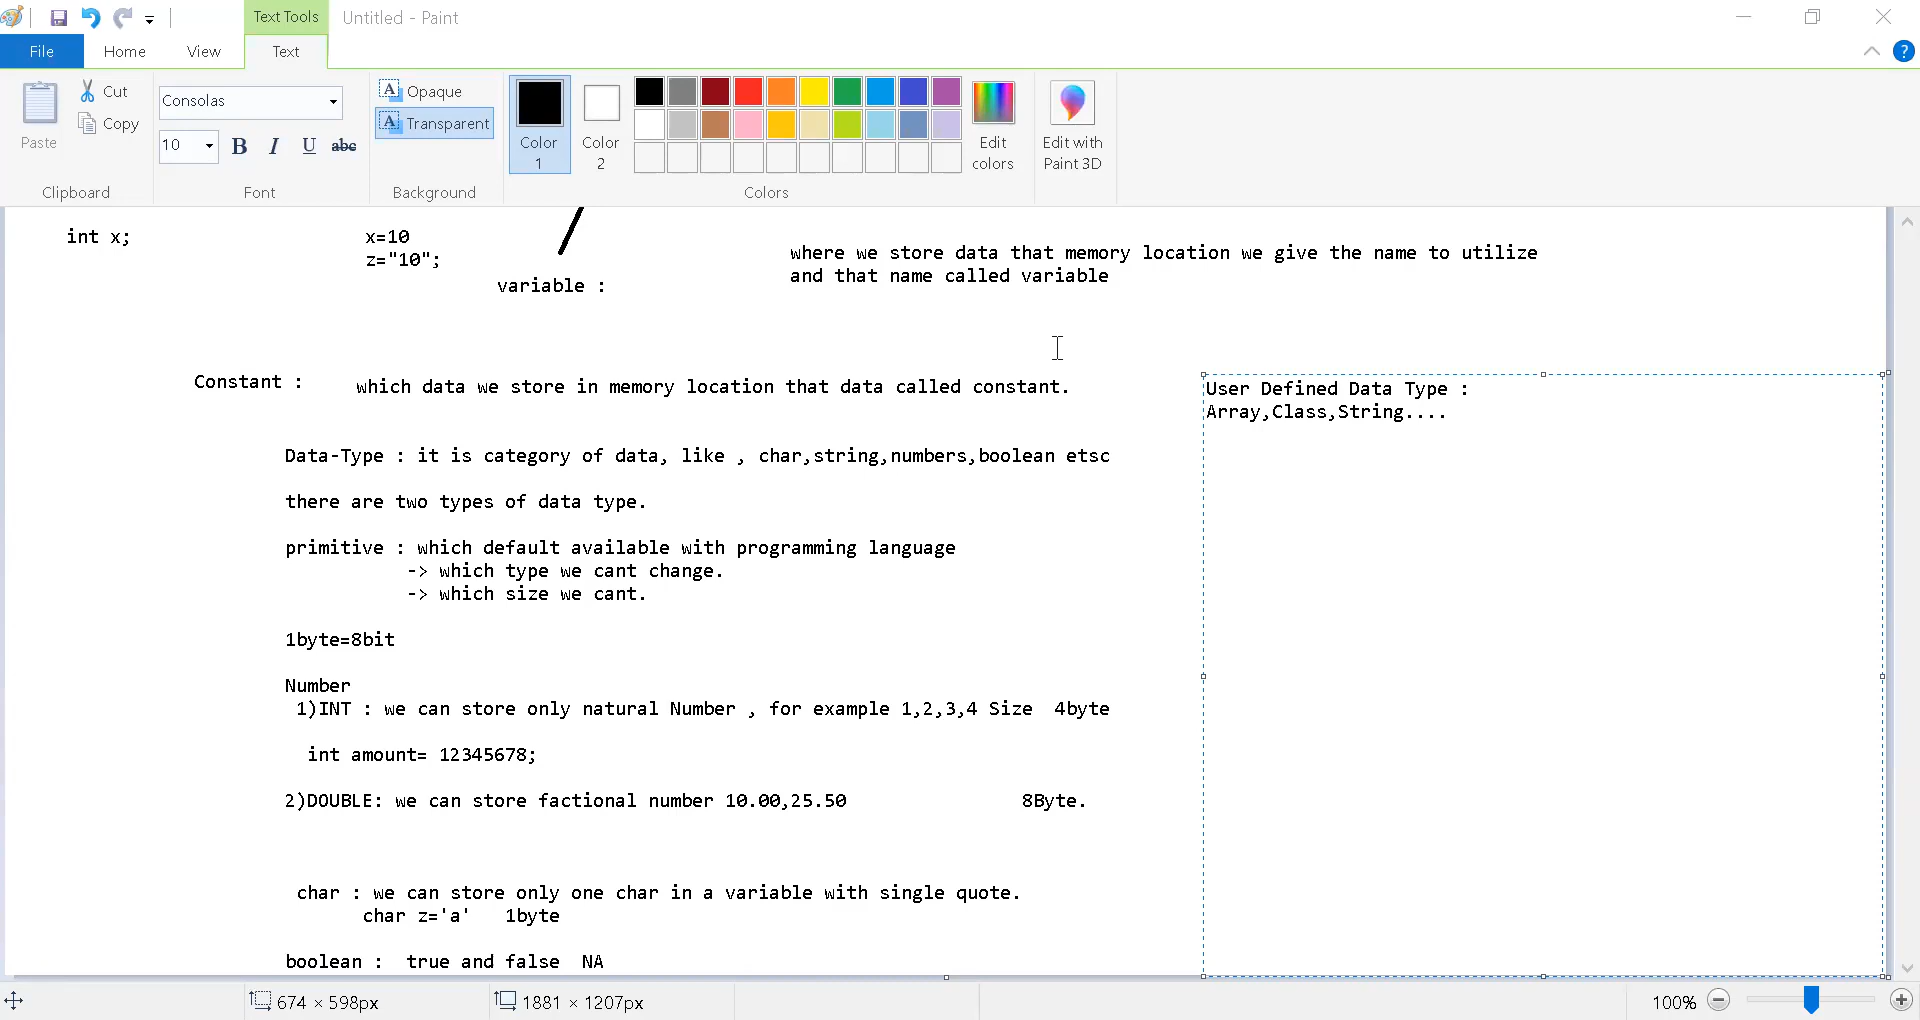 Text Tools
Untitled - Paint
File
Home
View
Text
Paste
Cut
Copy
Clipboard
Consolas
10
B I U abc
Font
A Opaque
A Transparent
Background
Color 1
Color 2
Colors
Edit colors
Edit with Paint 3D
?
int x;
x=10
z="10";
variable :
where we store data that memory location we give the name to utilize
and that name called variable
Constant :
which data we store in memory location that data called constant.
User Defined Data Type :
Array,Class,String....
Data-Type : it is category of data, like , char,string,numbers,boolean etsc
there are two types of data type.
primitive : which default available with programming language
-> which type we cant change.
-> which size we cant.
1byte=8bit
Number
1)INT : we can store only natural Number , for example 1,2,3,4 Size 4byte
int amount= 12345678;
2)DOUBLE: we can store factional number 10.00,25.50 8Byte.
char : we can store only one char in a variable with single quote.
char z='a' 1byte
boolean : true and false NA
674 × 598px
1881 × 1207px
100%